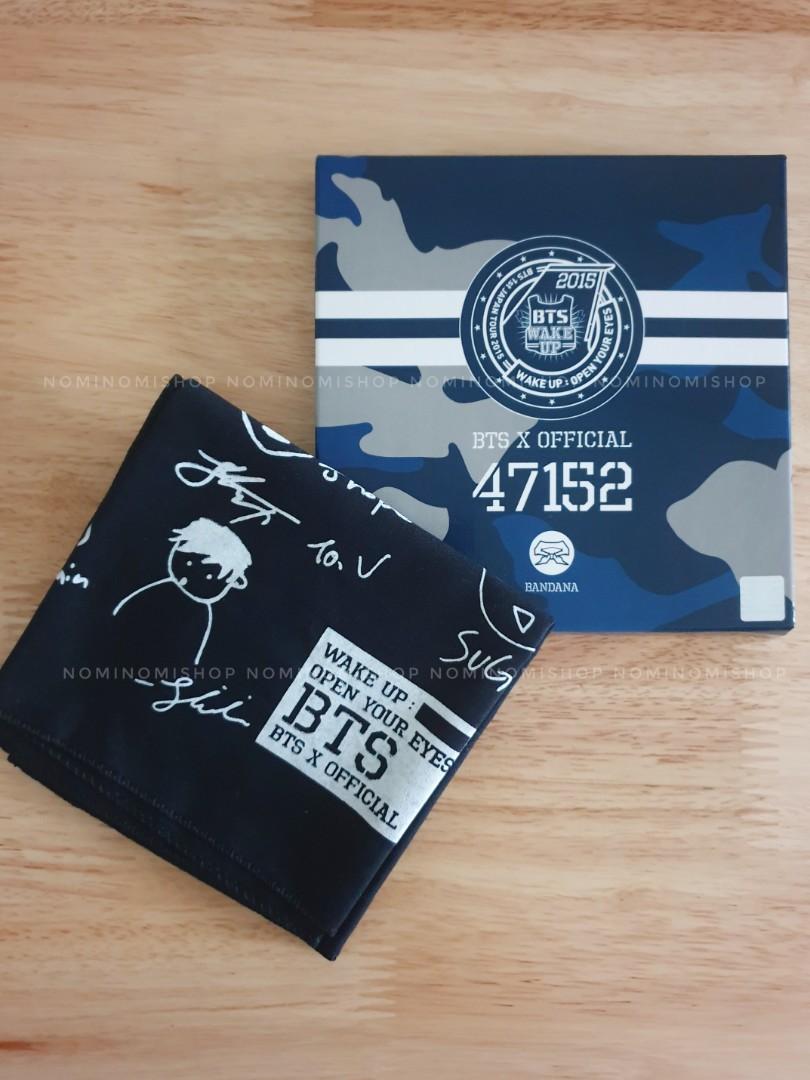 2015
BTS 1st JAPAN TOUR 2015
BTS
WAKE
UP
WAKE UP : OPEN YOUR EYES
NOMINOMISHOP NOMINOMISHOP NOMINOMISHOP NOMINOMISHOP
BTS X OFFICIAL
47152
BANDANA
to. V
SUG
NOMINOMISHOP NOMINOMISHOP NOMINOMISHOP NOMINOMISHOP
WAKE UP :
OPEN YOUR EYES
BTS
BTS X OFFICIAL